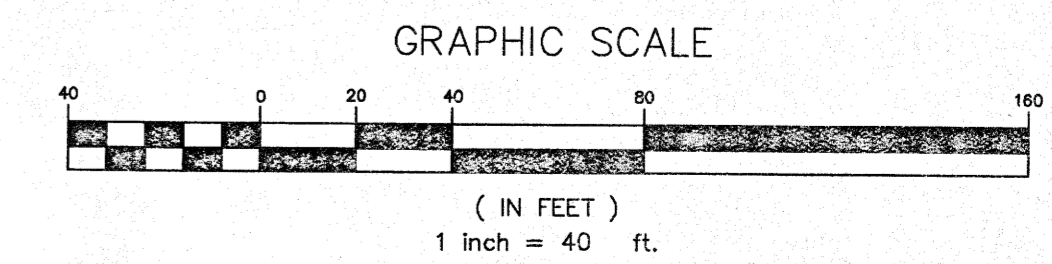 GRAPHIC SCALE
40 0 20 40 80 160
( IN FEET )
1 inch = 40 ft.